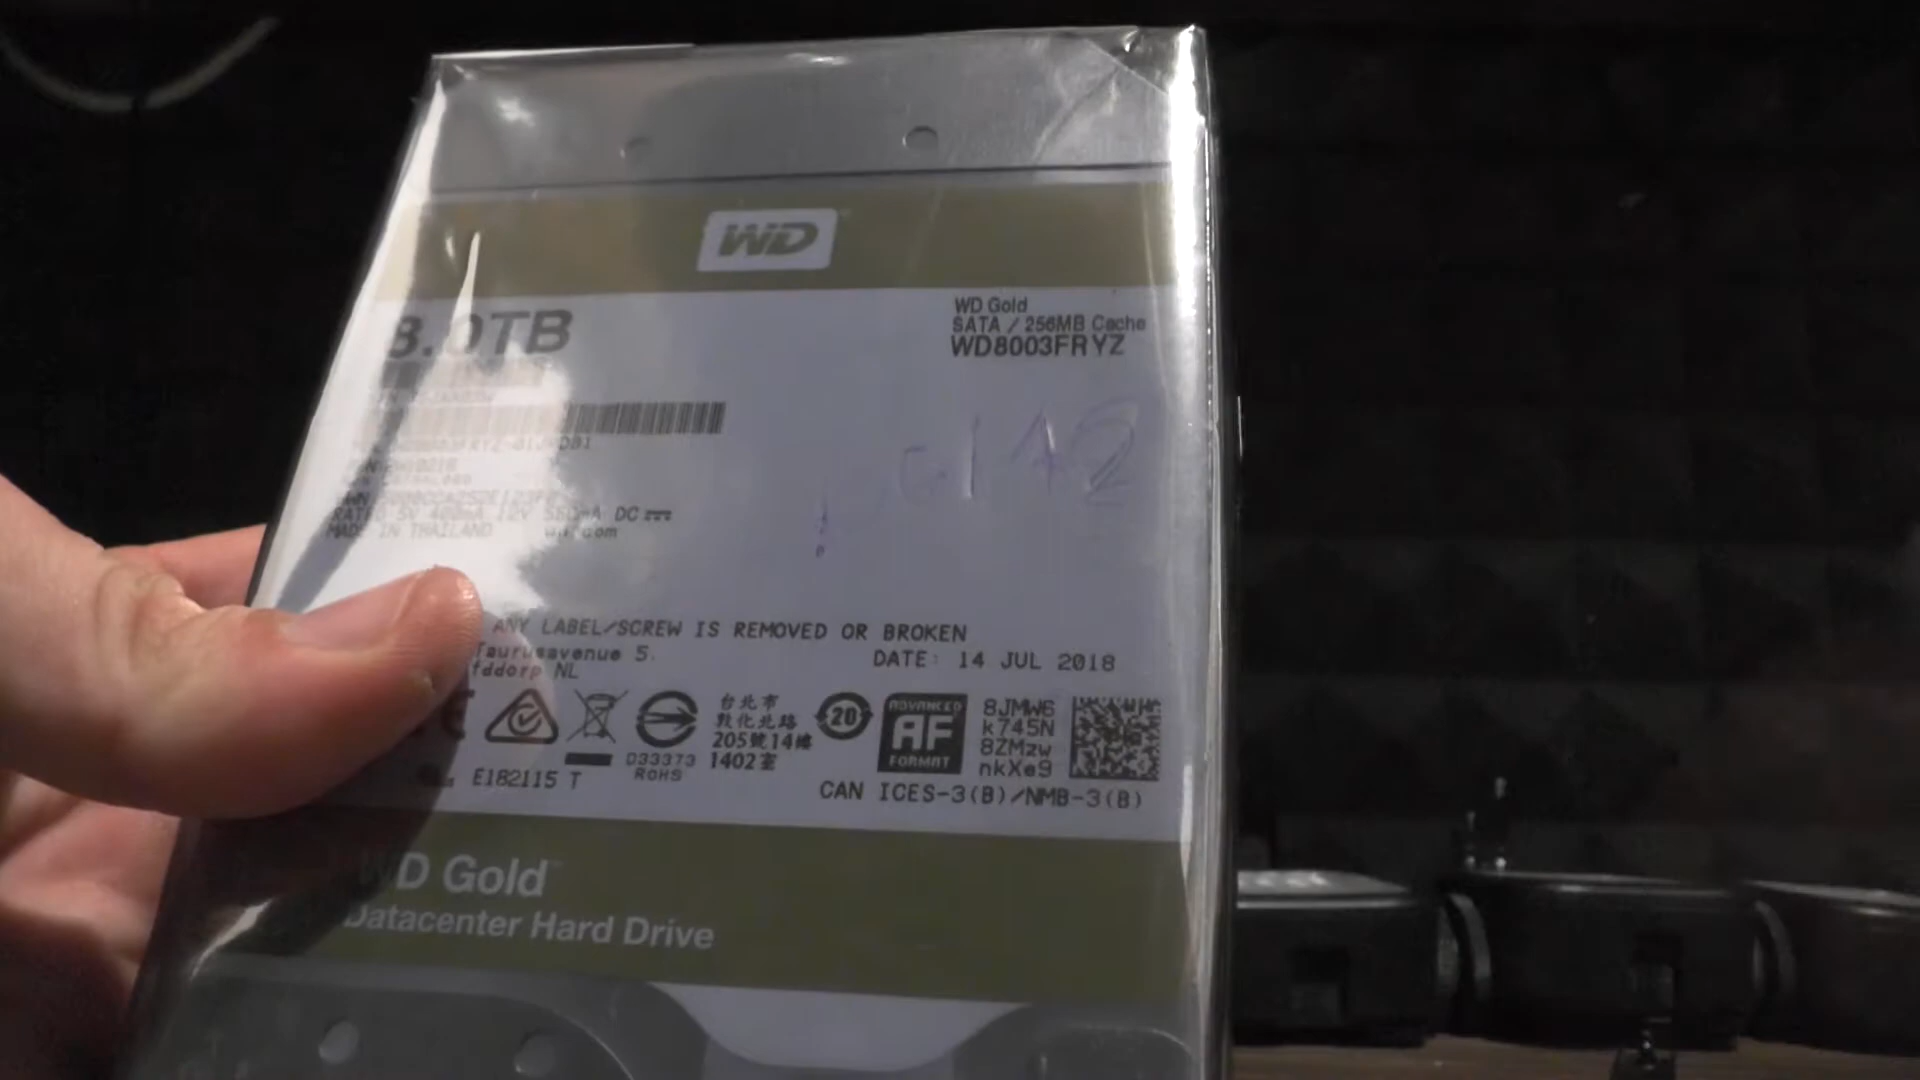 WD
8.0TB
WD Gold
SATA / 256MB Cache
WD8003FRYZ
RATED 5V 400mA 12V DC
MADE IN THAILAND
ANY LABEL/SCREW IS REMOVED OR BROKEN
Taurusavenue 5.
fddorp NL
DATE: 14 JUL 2018
台北市
敦化北路
205號14樓
1402室
20
ADVANCED
AF
FORMAT
8JMW6
k745N
8ZMzw
nkXe9
D33373
RoHS
E182115 T
CAN ICES-3(B)/NMB-3(B)
WD Gold™
Datacenter Hard Drive